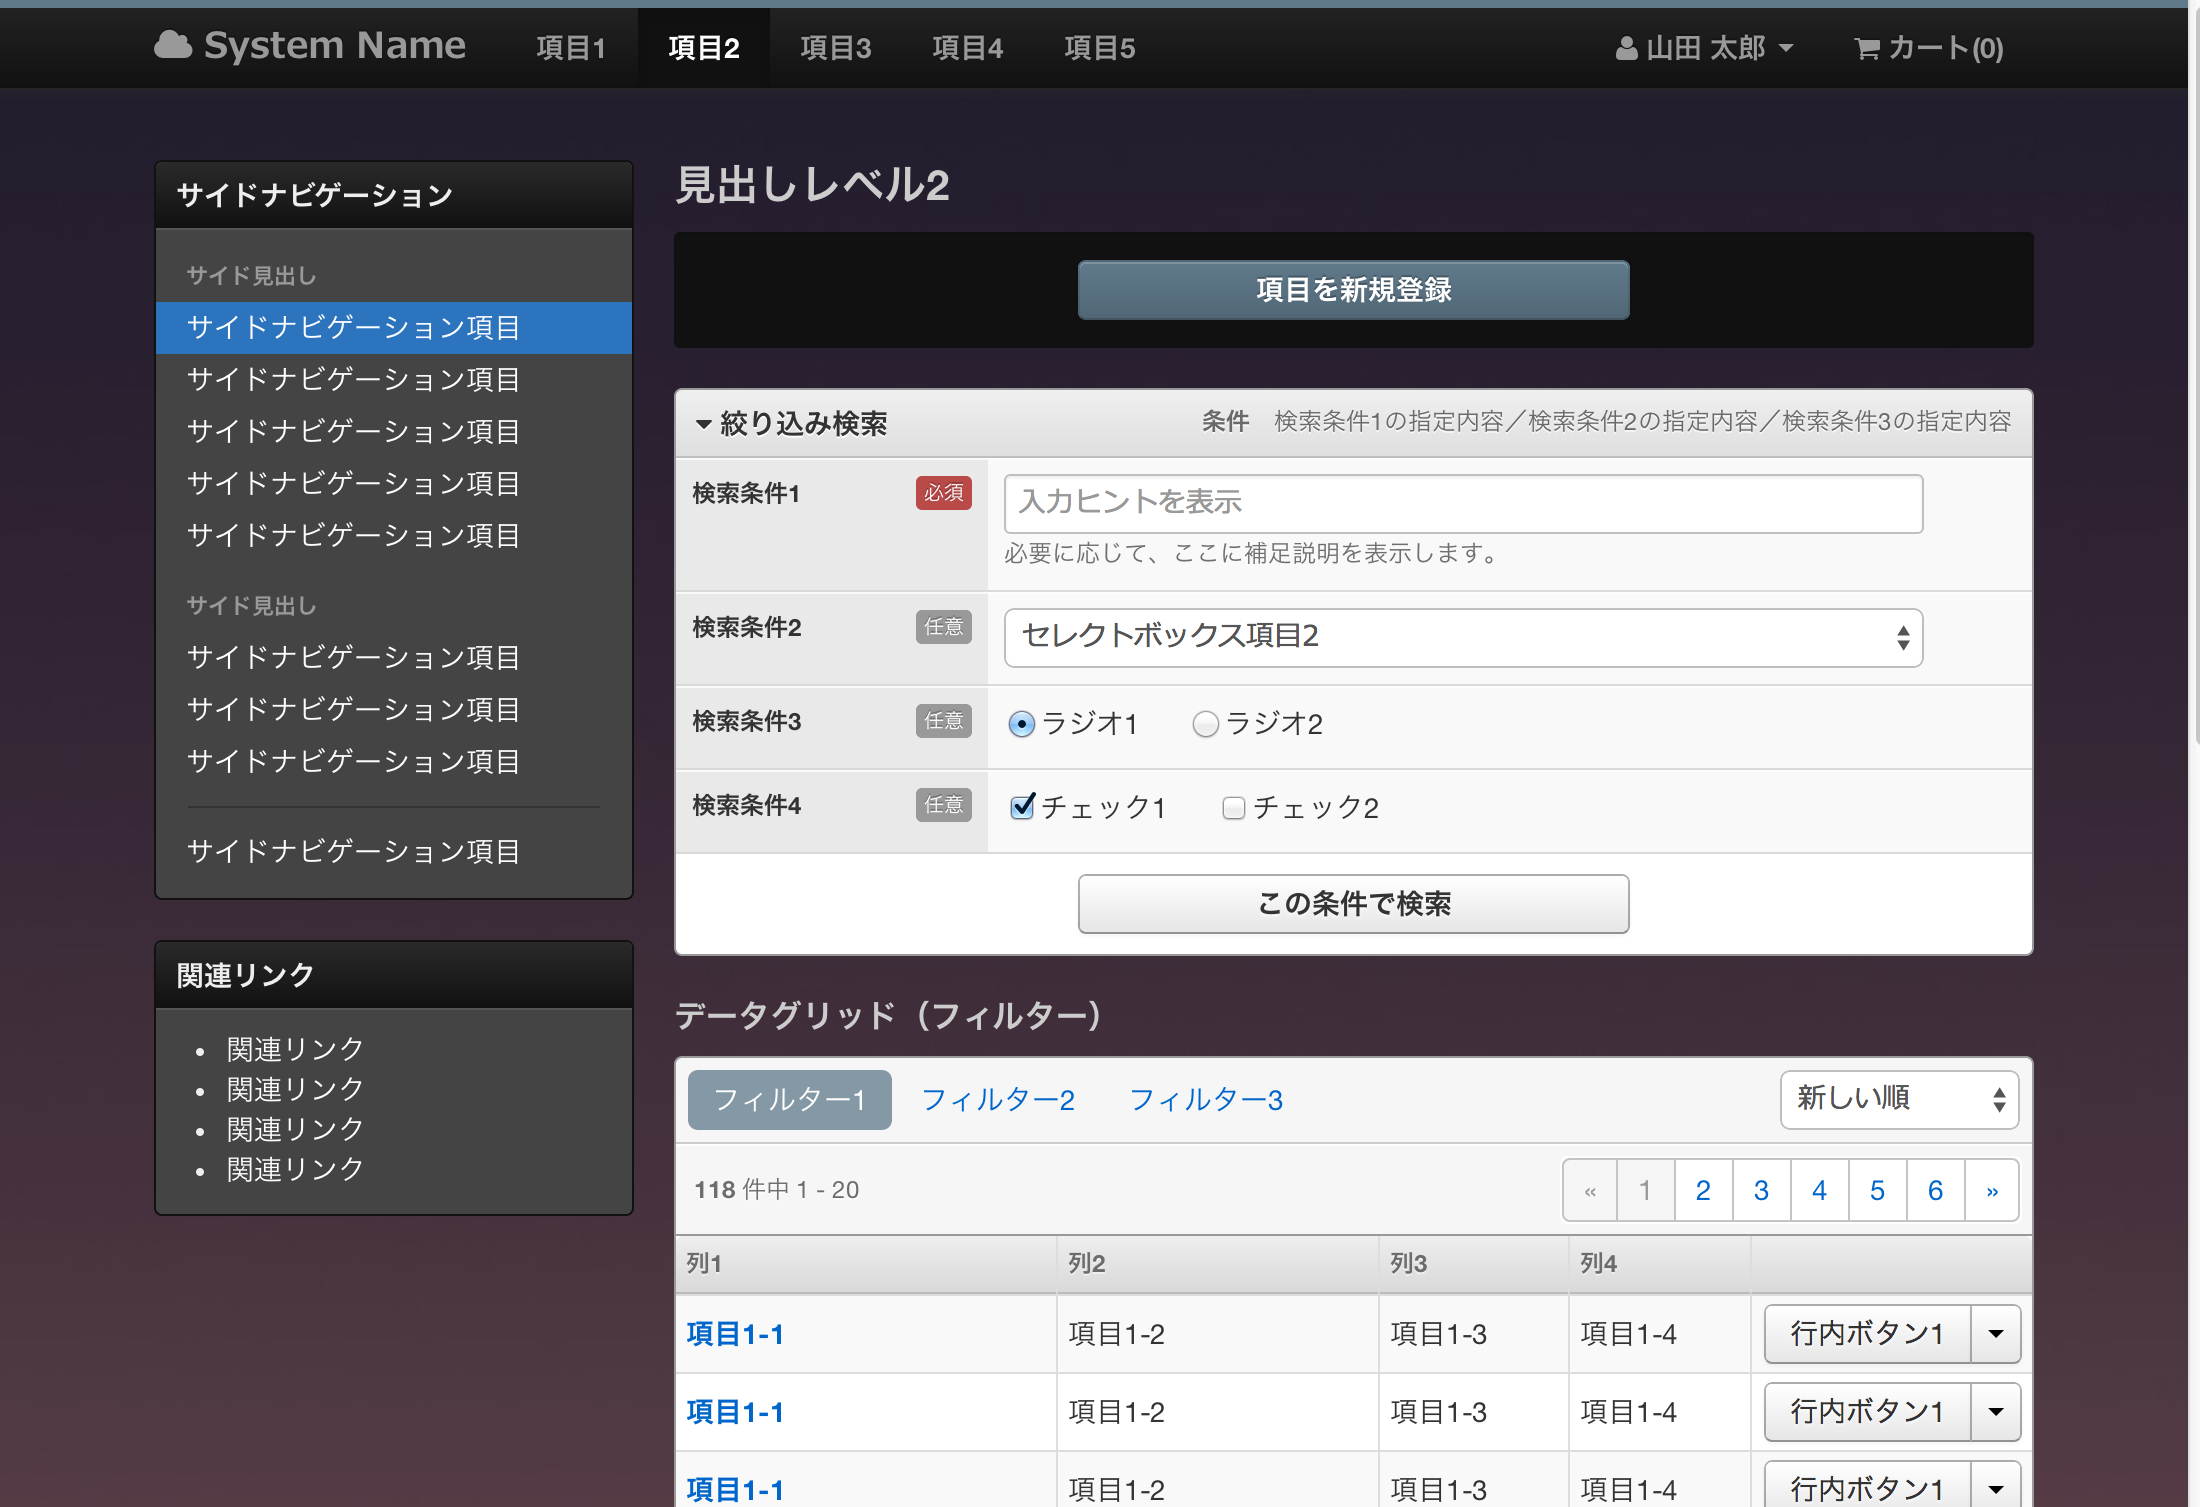 System Name 項目1 項目2 項目3 項目4 項目5 山田 太郎 カート(0)
サイドナビゲーション
サイド見出し
サイドナビゲーション項目
サイドナビゲーション項目
サイドナビゲーション項目
サイドナビゲーション項目
サイドナビゲーション項目
サイド見出し
サイドナビゲーション項目
サイドナビゲーション項目
サイドナビゲーション項目
サイドナビゲーション項目
関連リンク
• 関連リンク
• 関連リンク
• 関連リンク
• 関連リンク
見出しレベル2
項目を新規登録
絞り込み検索 条件 検索条件1の指定内容／検索条件2の指定内容／検索条件3の指定内容
検索条件1 必須 入力ヒントを表示
必要に応じて、ここに補足説明を表示します。
検索条件2 任意 セレクトボックス項目2
検索条件3 任意 ラジオ1 ラジオ2
検索条件4 任意 チェック1 チェック2
この条件で検索
データグリッド（フィルター）
フィルター1 フィルター2 フィルター3 新しい順
118 件中 1 - 20 « 1 2 3 4 5 6 »
列1 列2 列3 列4
項目1-1 項目1-2 項目1-3 項目1-4 行内ボタン1
項目1-1 項目1-2 項目1-3 項目1-4 行内ボタン1
項目1-1 項目1-2 項目1-3 項目1-4 行内ボタン1